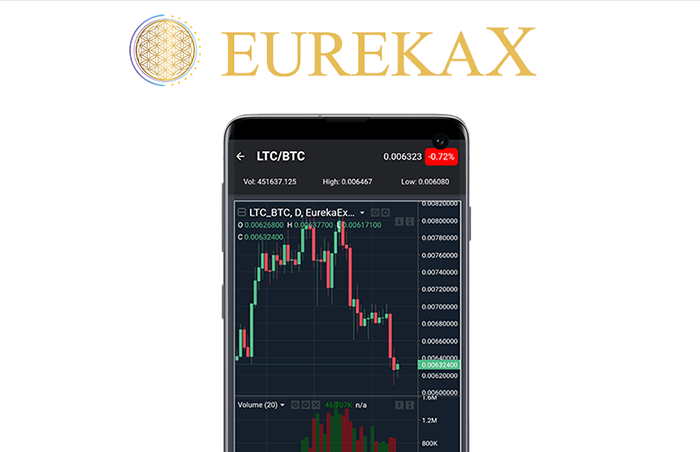 EUREKAX
LTC/BTC 0.006323 -0.72%
Vol: 451637.125 High: 0.006467 Low: 0.006080
LTC_BTC, D, EurekaEx...
O 0.00626800 H 0.00637700 L 0.00617100
C 0.00632400
0.00820000
0.00800000
0.00780000
0.00760000
0.00740000
0.00720000
0.00700000
0.00680000
0.00660000
0.00640000
0.00632400
0.00620000
0.00600000
Volume (20) n/a
1.6M
1.2M
800K